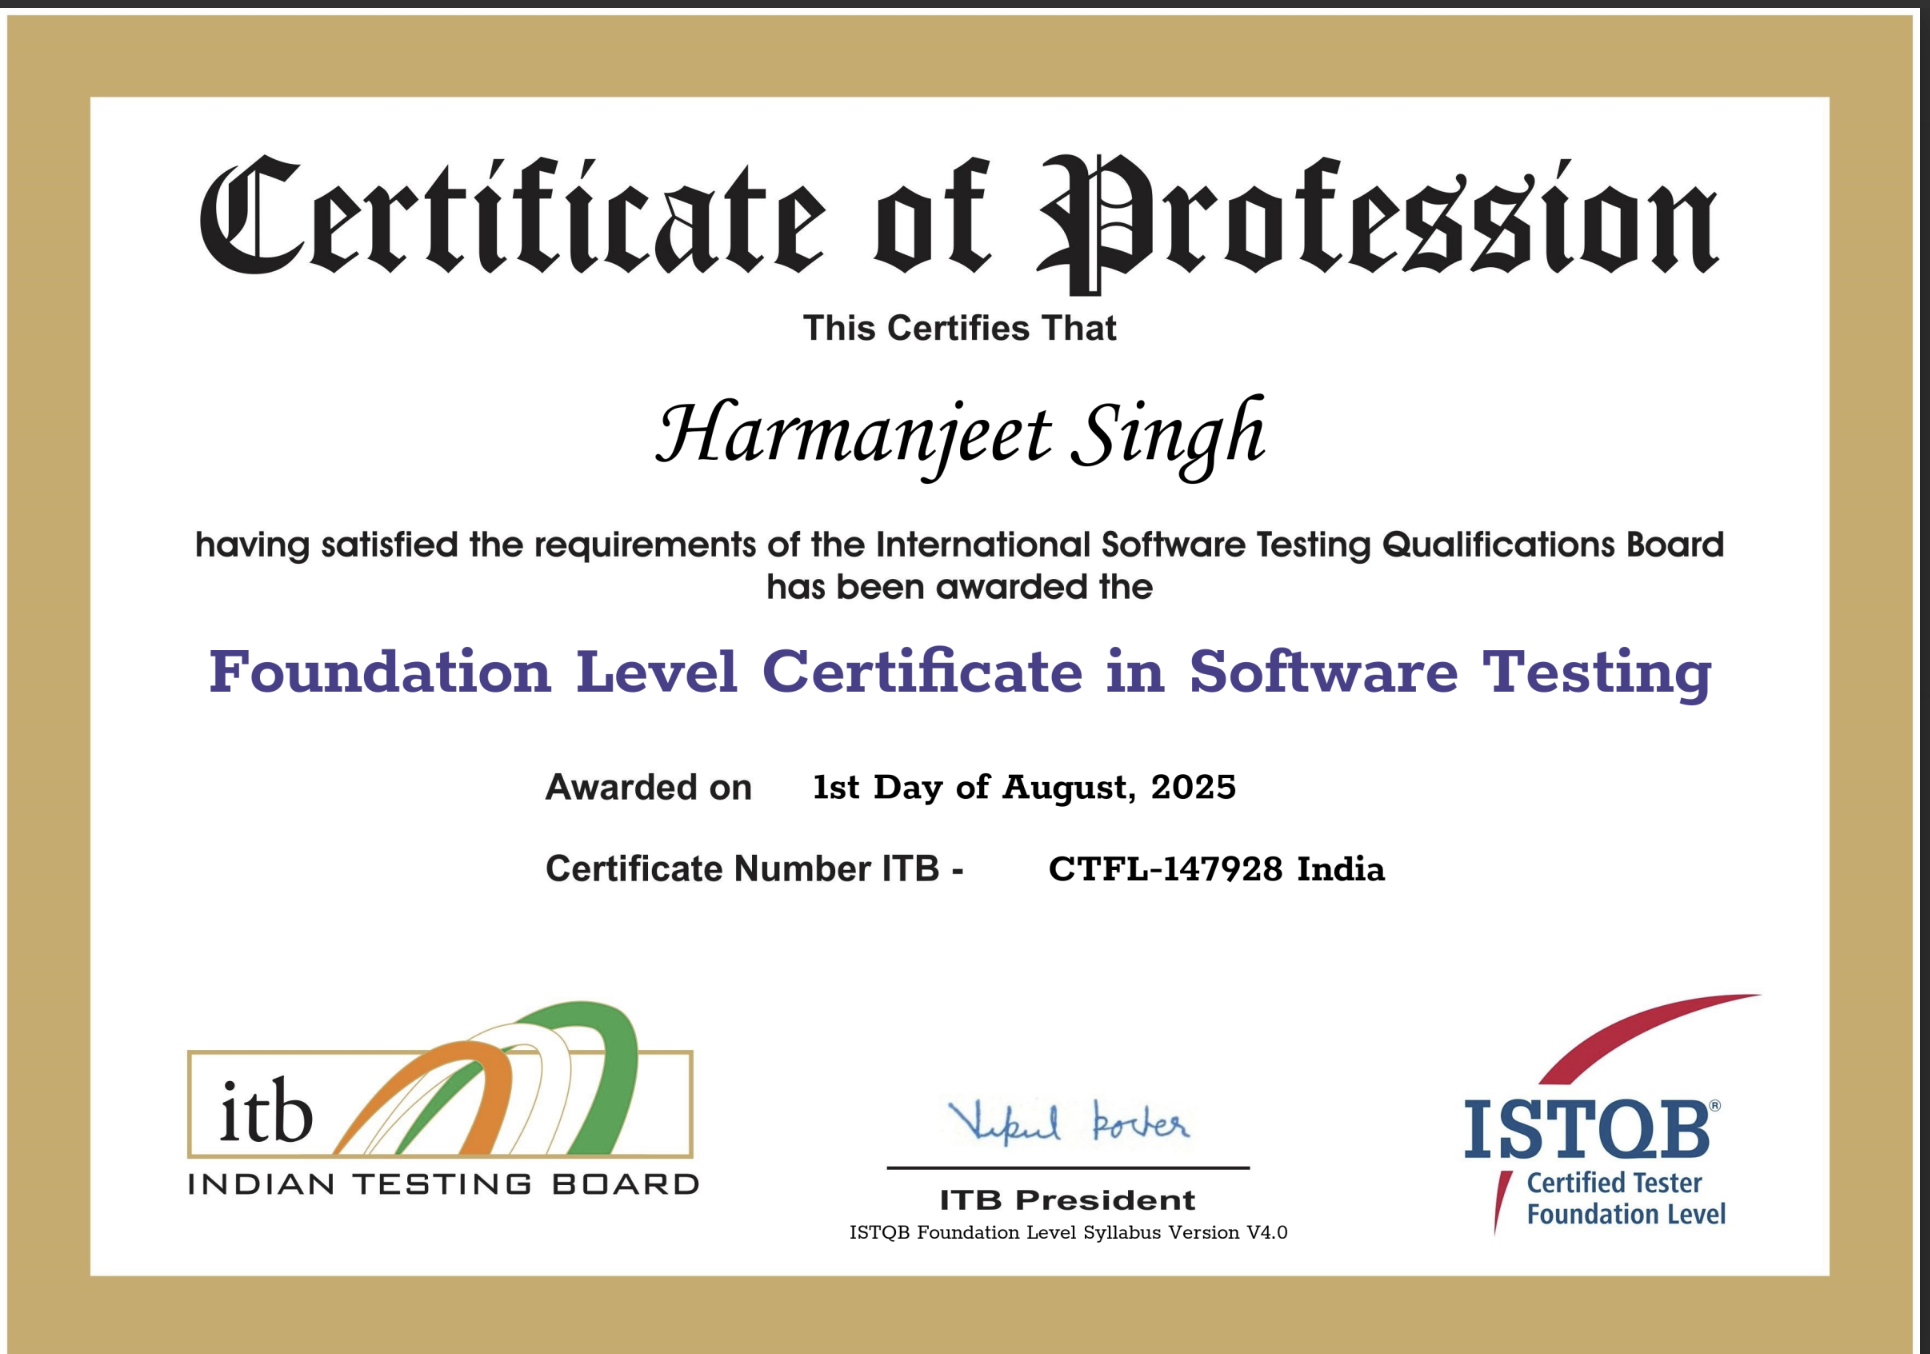 Certificate of Profession
This Certifies That
Harmanjeet Singh
having satisfied the requirements of the International Software Testing Qualifications Board
has been awarded the
Foundation Level Certificate in Software Testing
Awarded on 1st Day of August, 2025
Certificate Number ITB - CTFL-147928 India
itb
INDIAN TESTING BOARD
ITB President
ISTQB Foundation Level Syllabus Version V4.0
ISTQB®
Certified Tester
Foundation Level